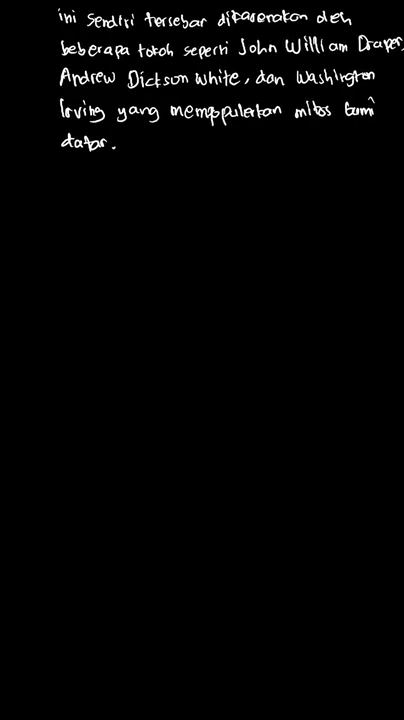 ini sendiri tersebar dikarenakan oleh
beberapa tokoh seperti John William Draper,
Andrew Dickson White, dan Washington
Irving yang mempopulerkan mitos bumi
datar.